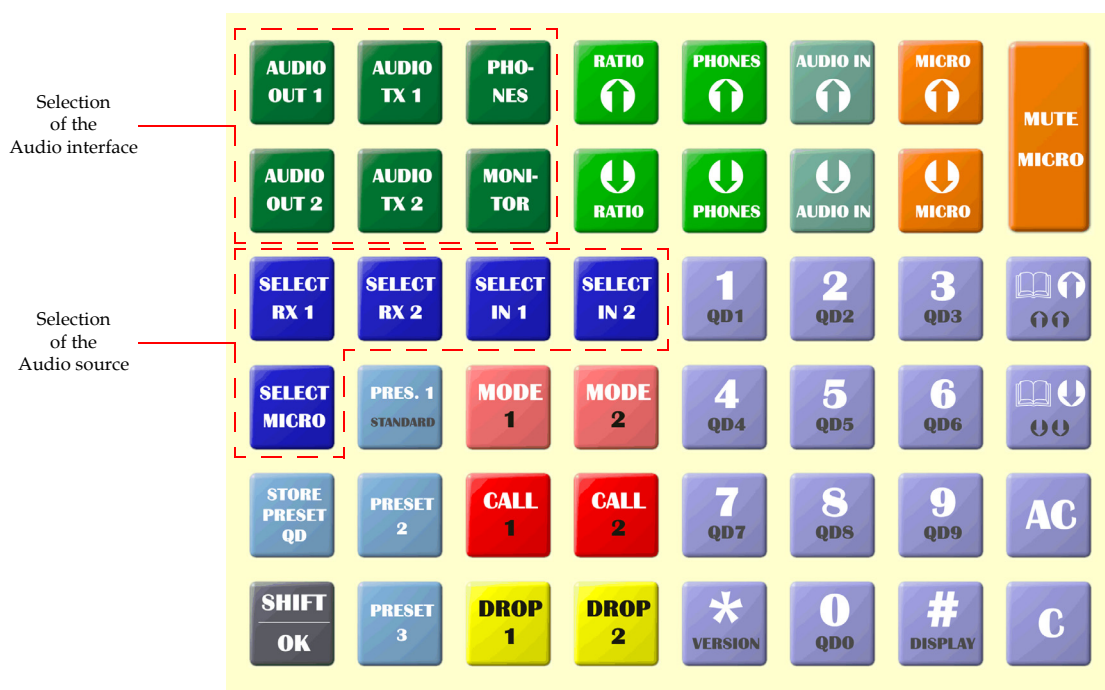 Selection
of the
Audio interface
AUDIO
OUT 1
AUDIO
TX 1
PHO-
NES
RATIO
PHONES
AUDIO IN
MICRO
MUTE
MICRO
AUDIO
OUT 2
AUDIO
TX 2
MONI-
TOR
RATIO
PHONES
AUDIO IN
MICRO
Selection
of the
Audio source
SELECT
RX 1
SELECT
RX 2
SELECT
IN 1
SELECT
IN 2
1
QD1
2
QD2
3
QD3
SELECT
MICRO
PRES. 1
STANDARD
MODE
1
MODE
2
4
QD4
5
QD5
6
QD6
STORE
PRESET
QD
PRESET
2
CALL
1
CALL
2
7
QD7
8
QD8
9
QD9
AC
SHIFT
OK
PRESET
3
DROP
1
DROP
2
*
VERSION
0
QD0
#
DISPLAY
C